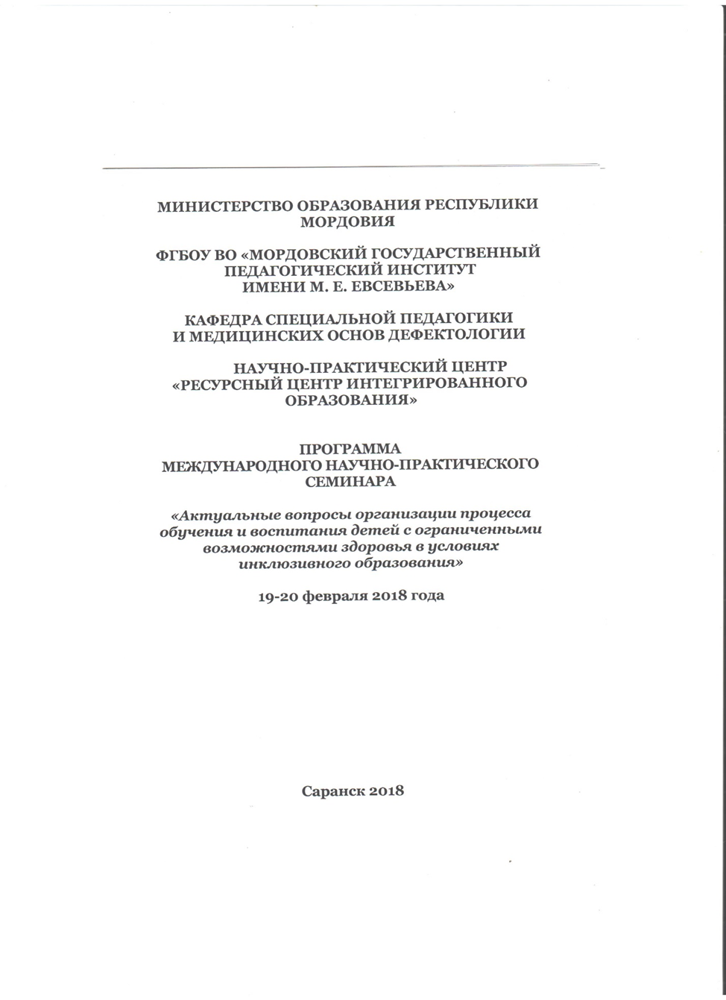 МИНИСТЕРСТВО ОБРАЗОВАНИЯ РЕСПУБЛИКИ
МОРДОВИЯ
ФГБОУ ВО «МОРДОВСКИЙ ГОСУДАРСТВЕННЫЙ
ПЕДАГОГИЧЕСКИЙ ИНСТИТУТ
ИМЕНИ М. Е. ЕВСЕВЬЕВА»
КАФЕДРА СПЕЦИАЛЬНОЙ ПЕДАГОГИКИ
И МЕДИЦИНСКИХ ОСНОВ ДЕФЕКТОЛОГИИ
НАУЧНО-ПРАКТИЧЕСКИЙ ЦЕНТР
«РЕСУРСНЫЙ ЦЕНТР ИНТЕГРИРОВАННОГО
ОБРАЗОВАНИЯ»
ПРОГРАММА
МЕЖДУНАРОДНОГО НАУЧНО-ПРАКТИЧЕСКОГО
СЕМИНАРА
«Актуальные вопросы организации процесса
обучения и воспитания детей с ограниченными
возможностями здоровья в условиях
инклюзивного образования»
19-20 февраля 2018 года
Саранск 2018